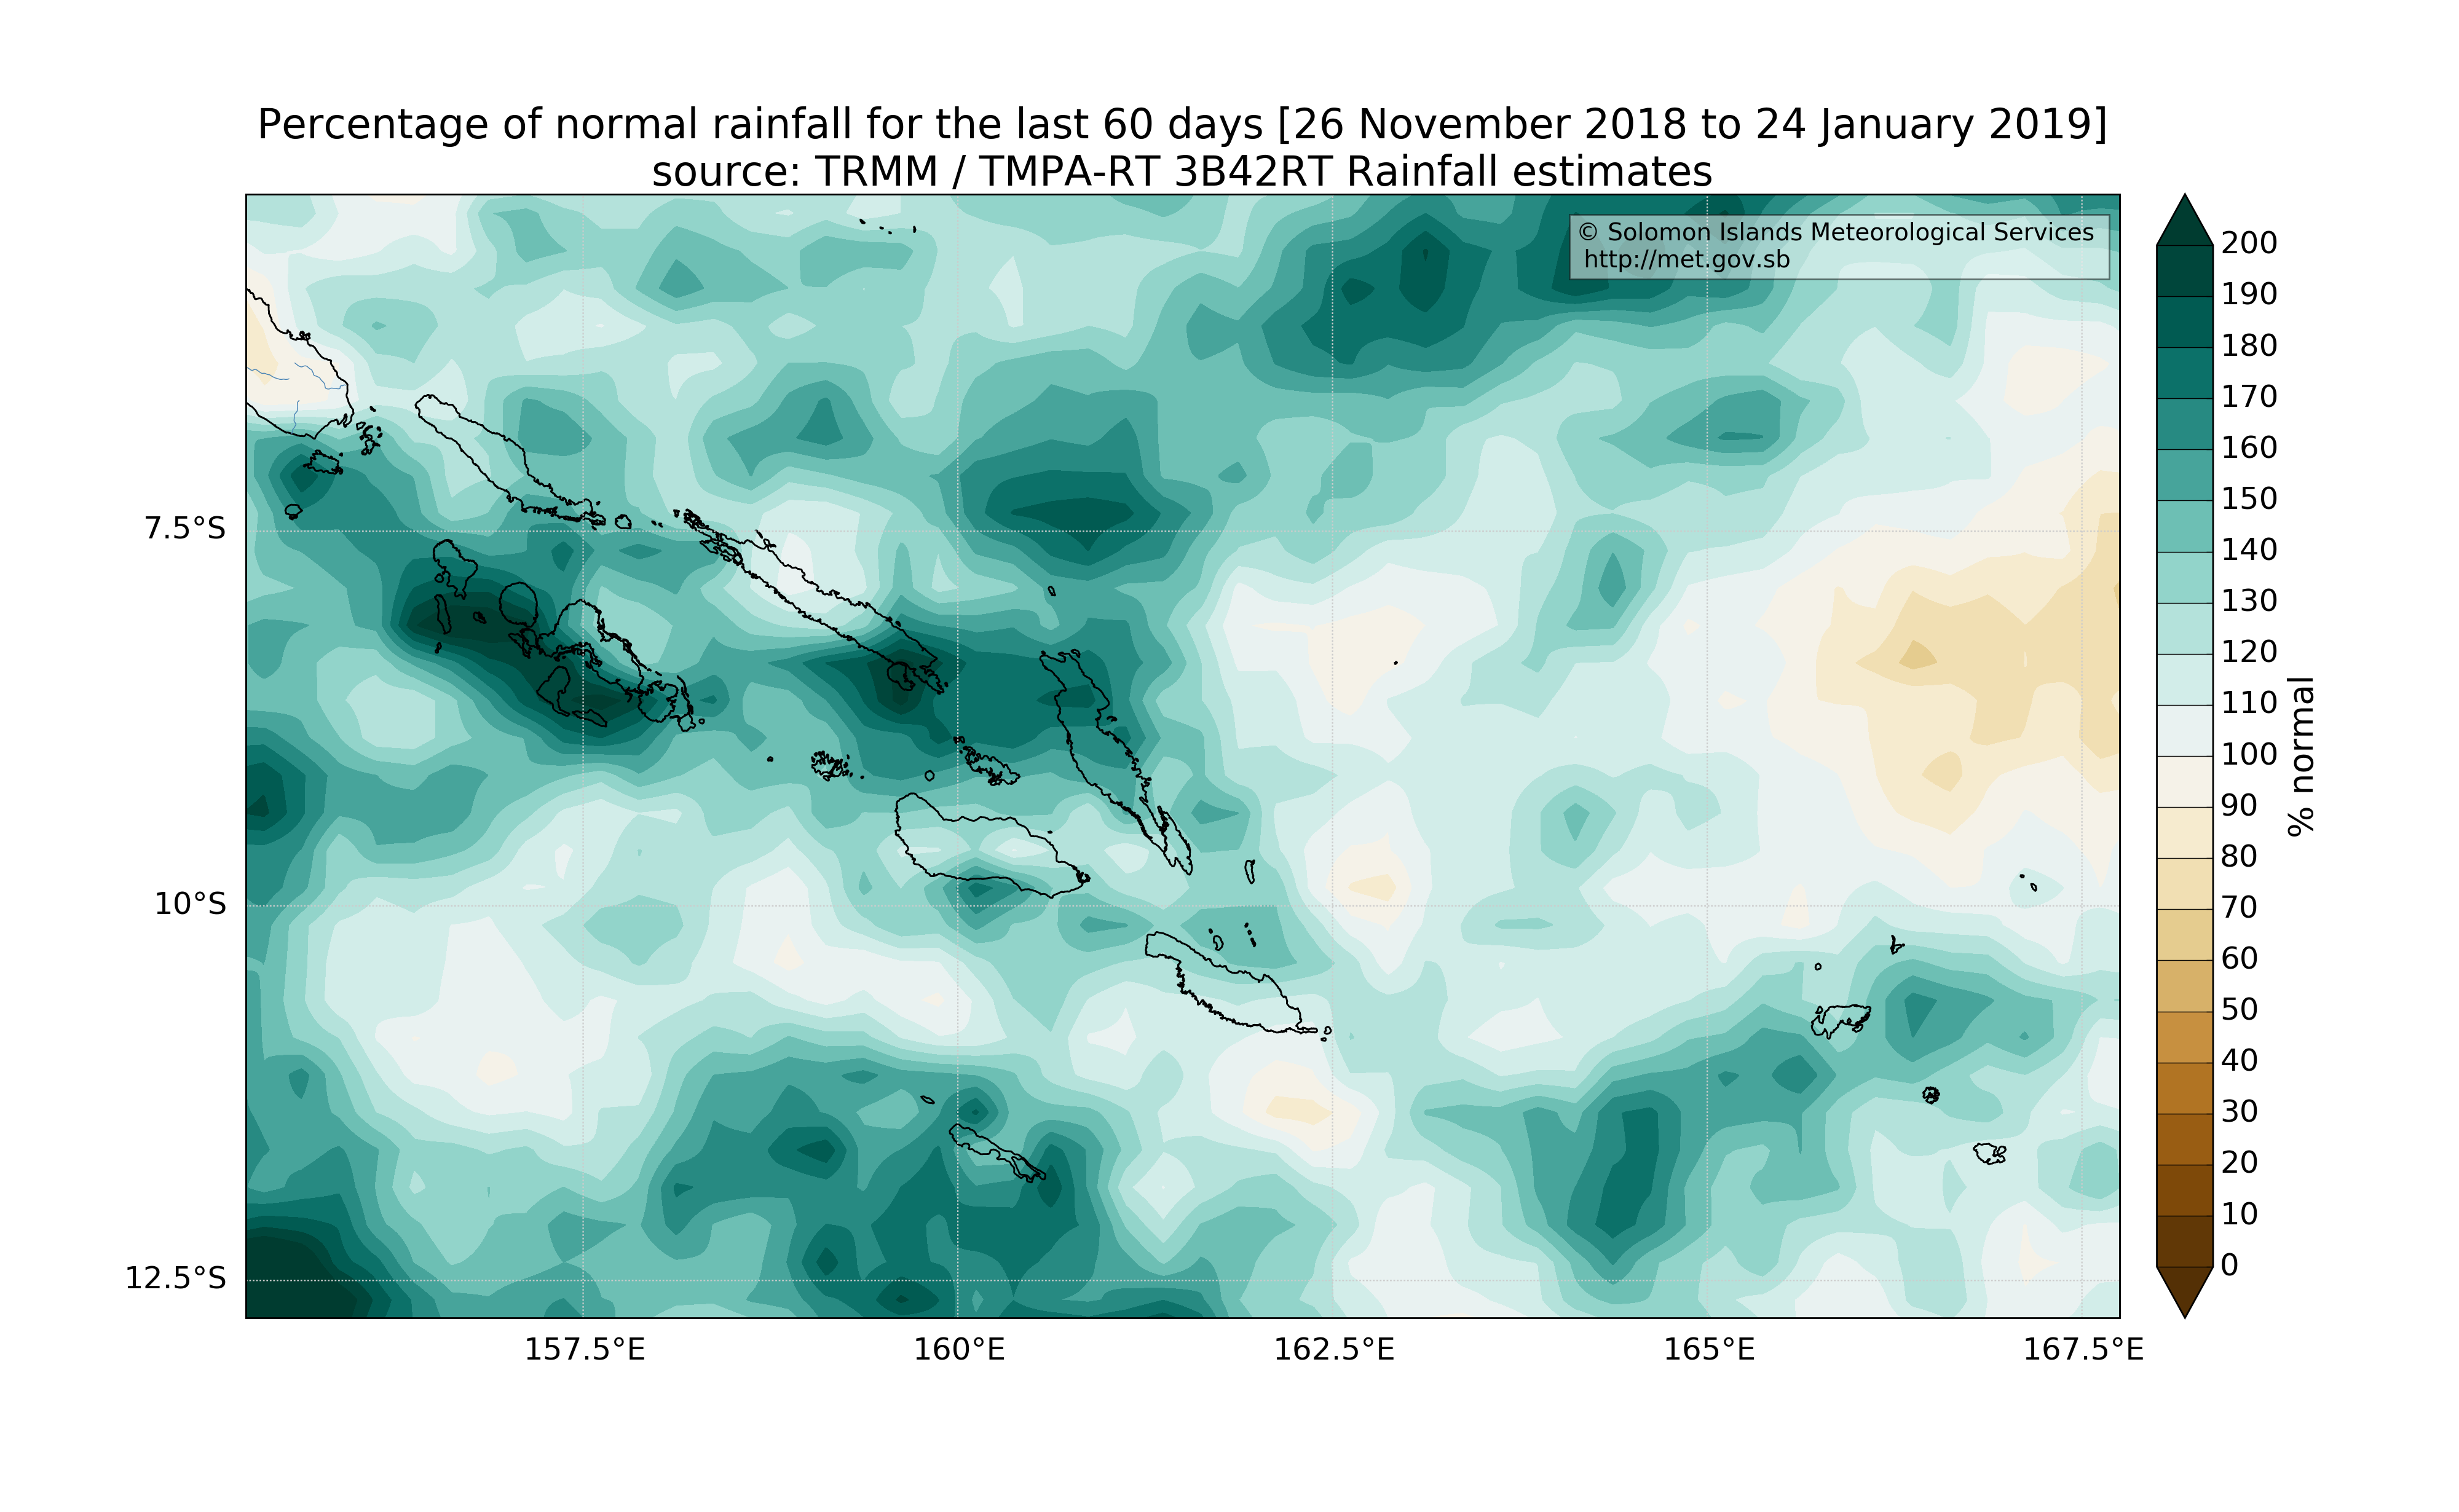 Percentage of normal rainfall for the last 60 days [26 November 2018 to 24 January 2019]
source: TRMM / TMPA-RT 3B42RT Rainfall estimates
© Solomon Islands Meteorological Services
http://met.gov.sb
200
190
180
170
160
150
140
130
120
110
100
90
80
70
60
50
40
30
20
10
0
% normal
7.5°S
10°S
12.5°S
157.5°E
160°E
162.5°E
165°E
167.5°E